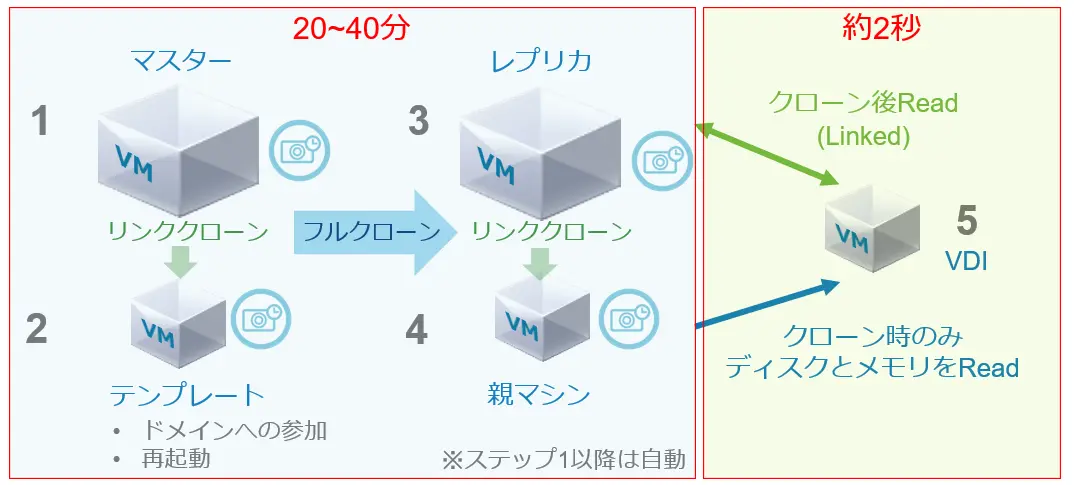 20~40分
マスター
1
VM
リンククローン
2
VM
テンプレート
• ドメインへの参加
• 再起動
フルクローン
レプリカ
3
VM
リンククローン
4
VM
親マシン
※ステップ1以降は自動
約2秒
クローン後Read
(Linked)
VM
5
VDI
クローン時のみ
ディスクとメモリをRead